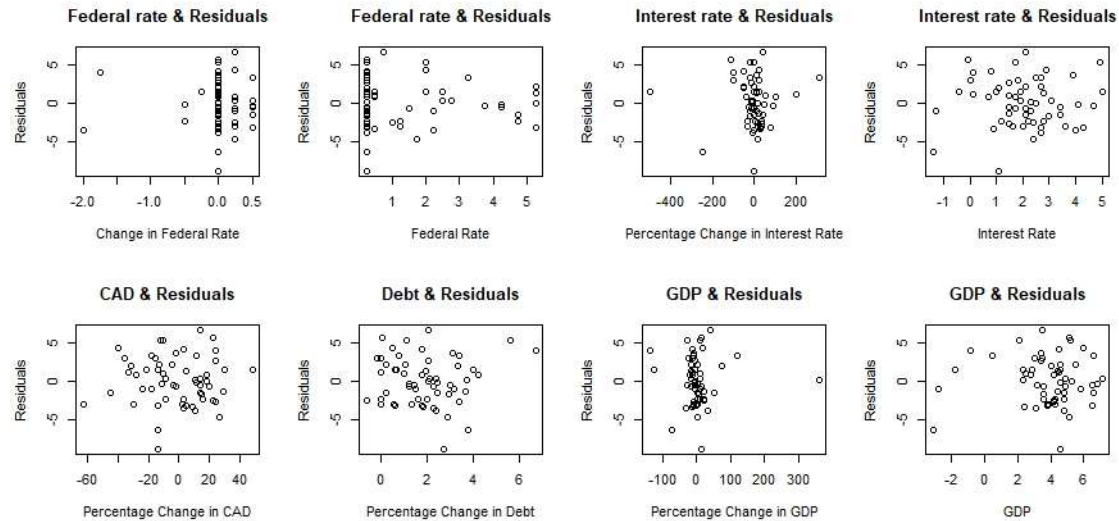 Federal rate & Residuals
Residuals
5
0
-5
-2.0
-1.0
0.0
0.5
Change in Federal Rate
Federal rate & Residuals
Residuals
5
0
-5
1
2
3
4
5
Federal Rate
Interest rate & Residuals
Residuals
5
0
-5
-400
-200
0
200
Percentage Change in Interest Rate
Interest rate & Residuals
Residuals
5
0
-5
-1
0
1
2
3
4
5
Interest Rate
CAD & Residuals
Residuals
5
0
-5
-60
-20
0
20
40
Percentage Change in CAD
Debt & Residuals
Residuals
5
0
-5
0
2
4
6
Percentage Change in Debt
GDP & Residuals
Residuals
5
0
-5
-100
0
100
200
300
Percentage Change in GDP
GDP & Residuals
Residuals
5
0
-5
-2
0
2
4
6
GDP